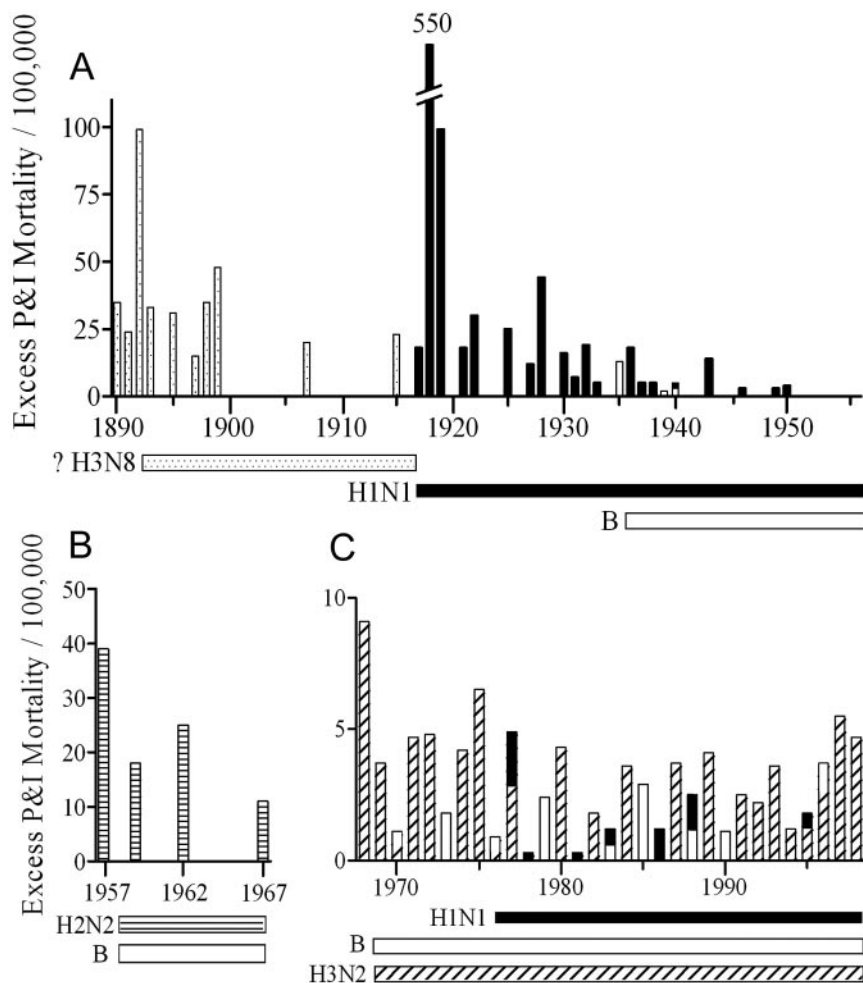 550
A
Excess P&I Mortality / 100,000
100
75
50
25
0
1890 1900 1910 1920 1930 1940 1950
? H3N8
H1N1
B
B
Excess P&I Mortality / 100,000
50
40
30
20
10
0
1957 1962 1967
H2N2
B
C
10
5
0
1970 1980 1990
H1N1
B
H3N2